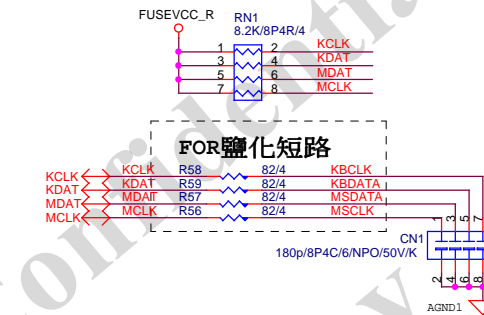 FUSEVCC_R
RN1
8.2K/8P4R/4
1 2 KCLK
3 4 KDAT
5 6 MDAT
7 8 MCLK
FOR鹽化短路
KCLK KCLK R58 82/4 KBCLK
KDAT KDAT R59 82/4 KBDATA
MDAT MDAT R57 82/4 MSDATA
MCLK MCLK R56 82/4 MSCLK
1 3 5 7
CN1
180p/8P4C/6/NPO/50V/K
2 4 6 8
AGND1
Confidential